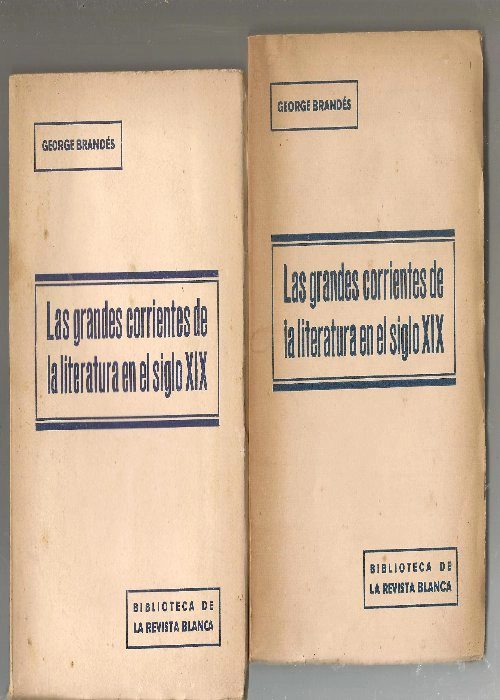 GEORGE BRANDÉS
Las grandes corrientes de
la literatura en el siglo XIX
BIBLIOTECA DE
LA REVISTA BLANCA
GEORGE BRANDÉS
Las grandes corrientes de
la literatura en el siglo XIX
BIBLIOTECA DE
LA REVISTA BLANCA